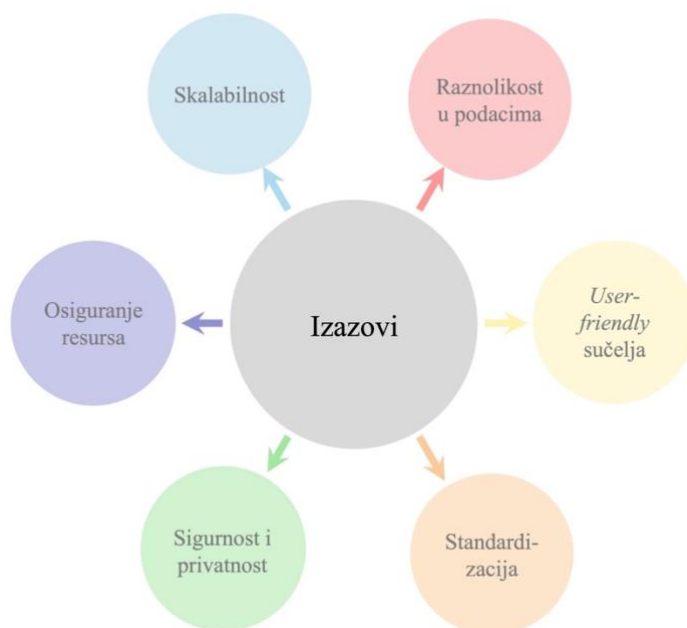 Skalabilnost
Raznolikost
u podacima
Osiguranje
resursa
Izazovi
User-
friendly
sučelja
Sigurnost i
privatnost
Standardi-
zacija